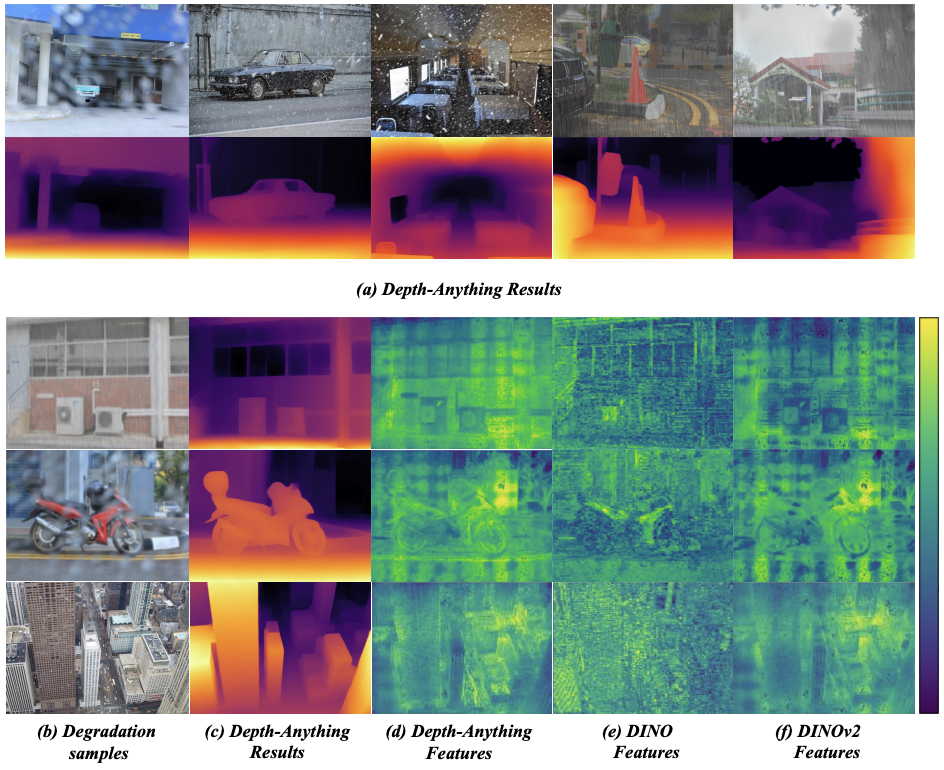 (a) Depth-Anything Results
(b) Degradation
samples
(c) Depth-Anything
Results
(d) Depth-Anything
Features
(e) DINO
Features
(f) DINOv2
Features